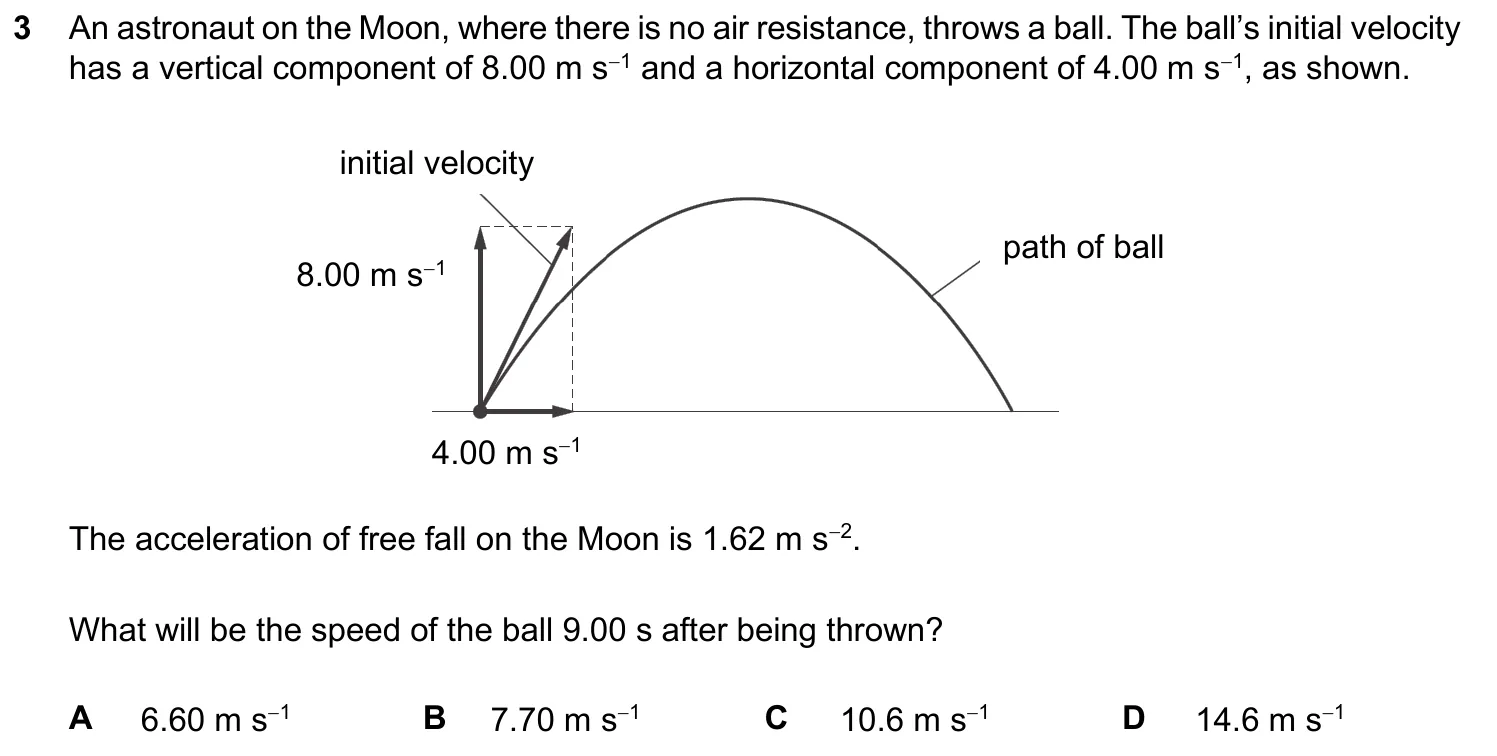 3 An astronaut on the Moon, where there is no air resistance, throws a ball. The ball’s initial velocity
has a vertical component of 8.00 m s⁻¹ and a horizontal component of 4.00 m s⁻¹, as shown.
initial velocity
path of ball
8.00 m s⁻¹
4.00 m s⁻¹
The acceleration of free fall on the Moon is 1.62 m s⁻².
What will be the speed of the ball 9.00 s after being thrown?
A 6.60 m s⁻¹ B 7.70 m s⁻¹ C 10.6 m s⁻¹ D 14.6 m s⁻¹